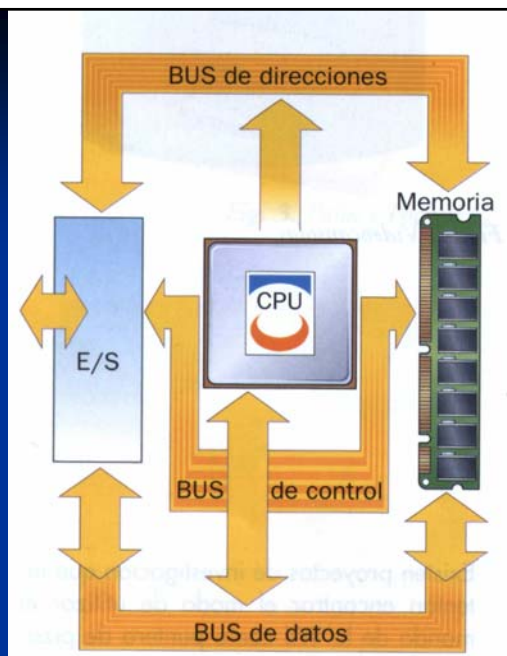 BUS de direcciones
Memoria
CPU
E/S
BUS de control
BUS de datos